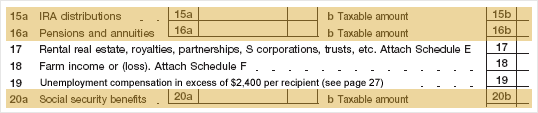 15a IRA distributions . . 15a b Taxable amount 15b
16a Pensions and annuities 16a b Taxable amount 16b
17 Rental real estate, royalties, partnerships, S corporations, trusts, etc. Attach Schedule E 17
18 Farm income or (loss). Attach Schedule F . . . . . . . . . . . . 18
19 Unemployment compensation in excess of $2,400 per recipient (see page 27) . . . . . . 19
20a Social security benefits . 20a b Taxable amount 20b